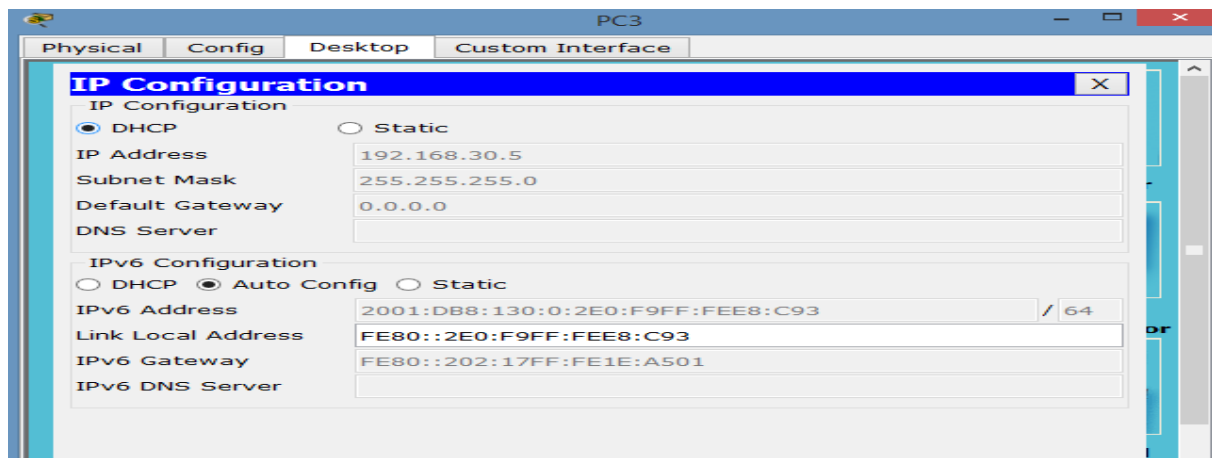 PC3
Physical Config Desktop Custom Interface
IP Configuration X
IP Configuration
DHCP Static
IP Address 192.168.30.5
Subnet Mask 255.255.255.0
Default Gateway 0.0.0.0
DNS Server
IPv6 Configuration
DHCP Auto Config Static
IPv6 Address 2001:DB8:130:0:2E0:F9FF:FEE8:C93 / 64
Link Local Address FE80::2E0:F9FF:FEE8:C93
IPv6 Gateway FE80::202:17FF:FE1E:A501
IPv6 DNS Server
or